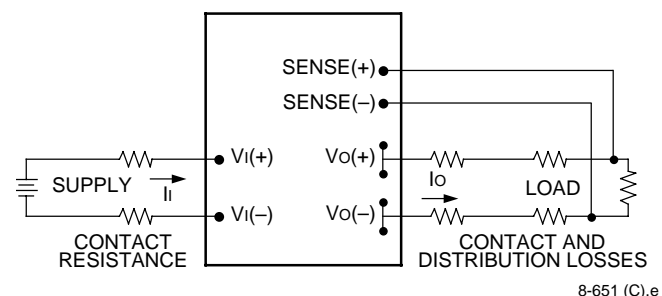 SENSE(+)
SENSE(–)
VI(+)
VO(+)
IO
SUPPLY
II
LOAD
VI(–)
VO(–)
CONTACT
RESISTANCE
CONTACT AND
DISTRIBUTION LOSSES
8-651 (C).e